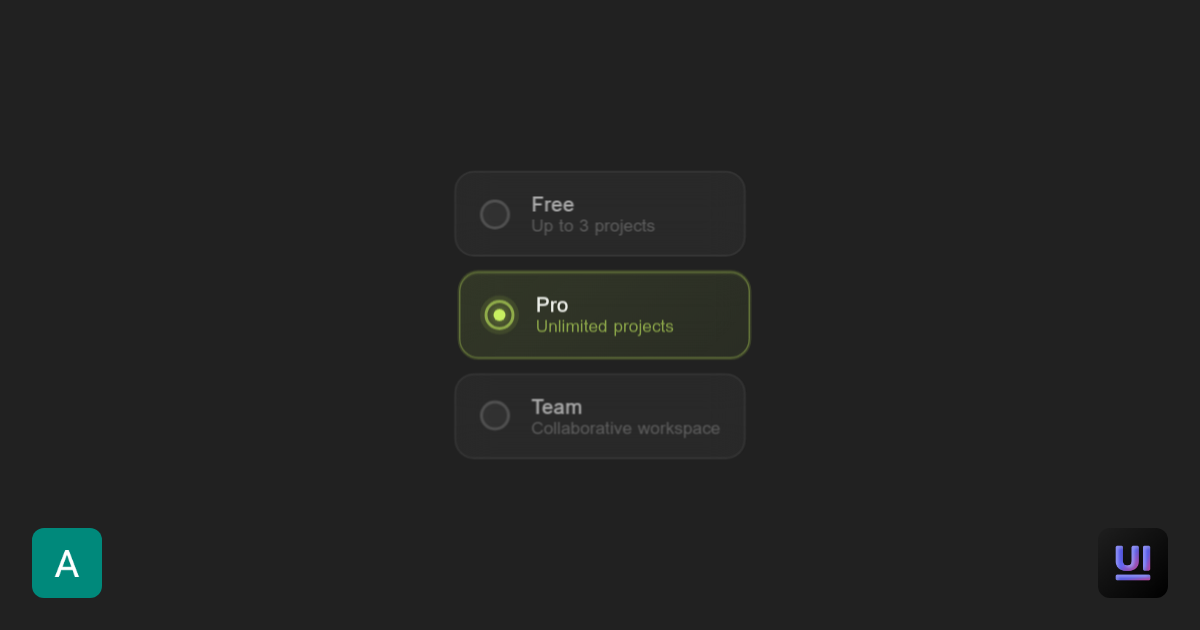 Free
Up to 3 projects
Pro
Unlimited projects
Team
Collaborative workspace
A
UI